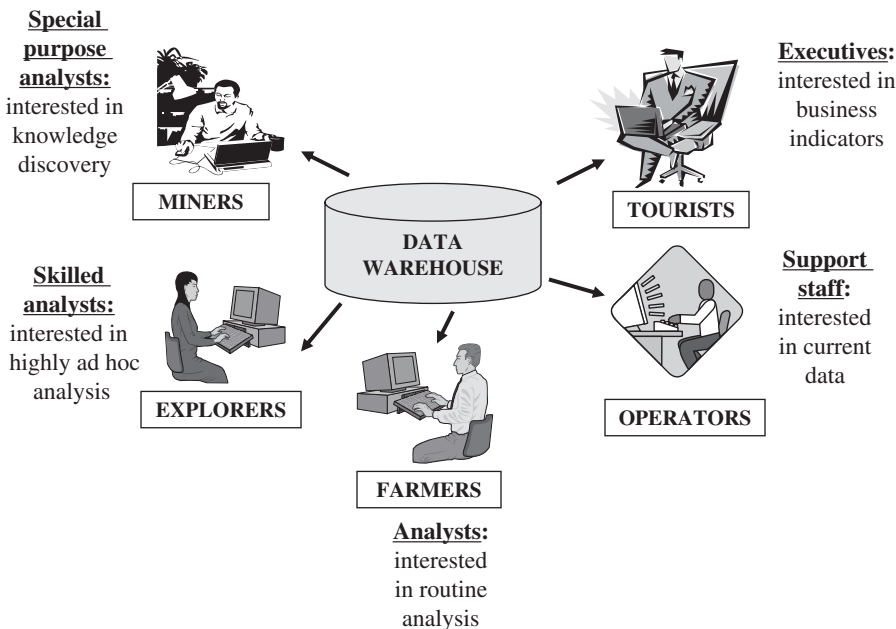 Special
purpose
analysts:
interested in
knowledge
discovery
MINERS
Executives:
interested in
business
indicators
TOURISTS
DATA
WAREHOUSE
Skilled
analysts:
interested in
highly ad hoc
analysis
EXPLORERS
Support
staff:
interested
in current
data
OPERATORS
FARMERS
Analysts:
interested
in routine
analysis